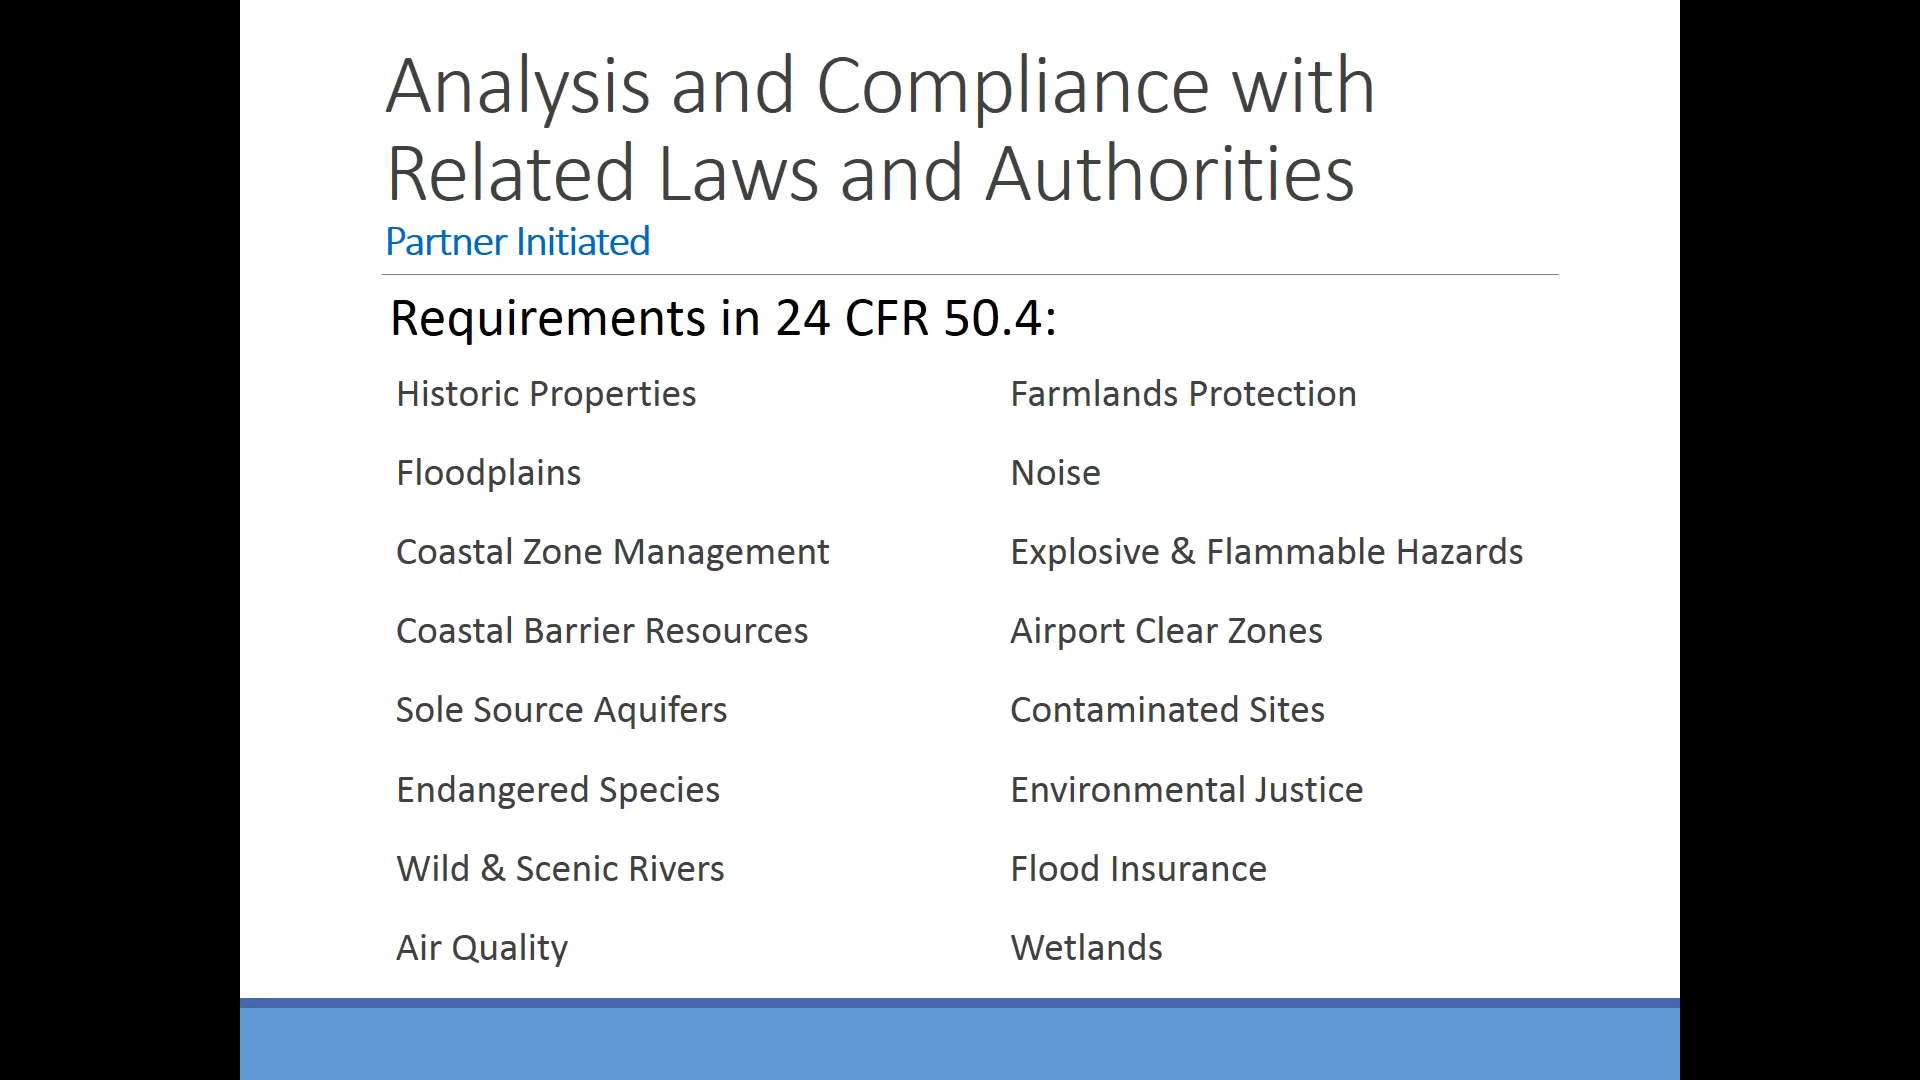 Analysis and Compliance with
Related Laws and Authorities
Partner Initiated
Requirements in 24 CFR 50.4:
Historic Properties
Floodplains
Coastal Zone Management
Coastal Barrier Resources
Sole Source Aquifers
Endangered Species
Wild & Scenic Rivers
Air Quality
Farmlands Protection
Noise
Explosive & Flammable Hazards
Airport Clear Zones
Contaminated Sites
Environmental Justice
Flood Insurance
Wetlands